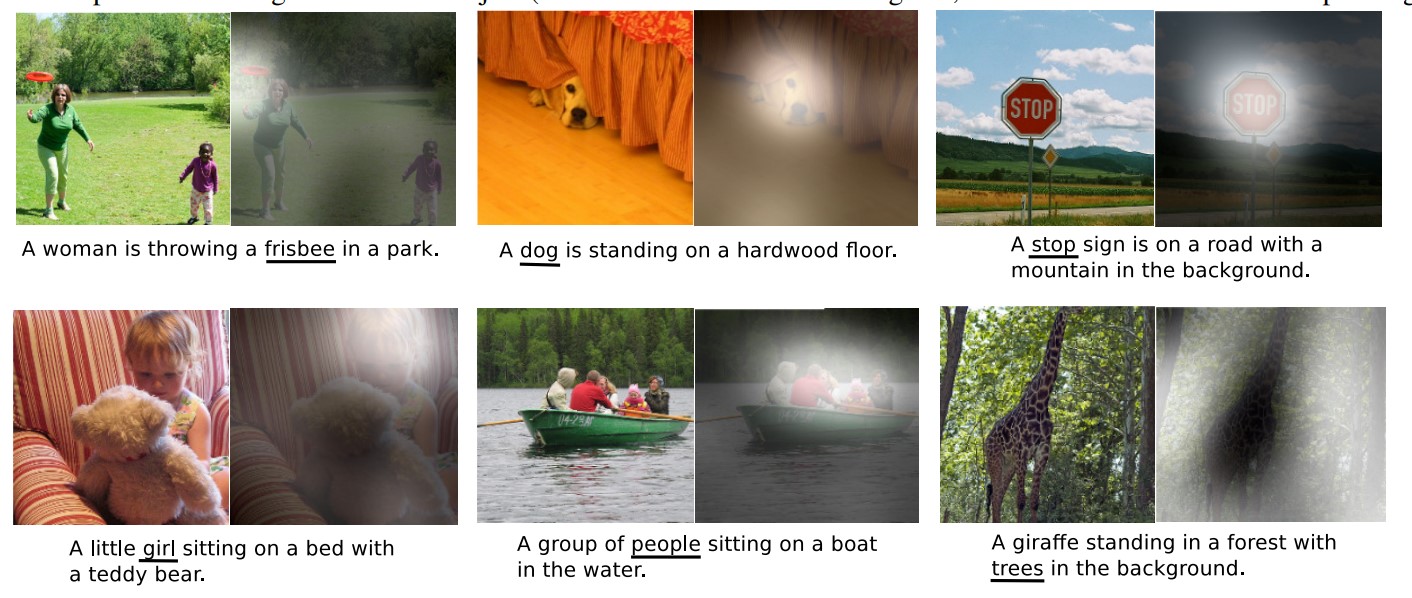 A woman is throwing a frisbee in a park.
A dog is standing on a hardwood floor.
STOP
STOP
A stop sign is on a road with a
mountain in the background.
A little girl sitting on a bed with
a teddy bear.
A group of people sitting on a boat
in the water.
A giraffe standing in a forest with
trees in the background.